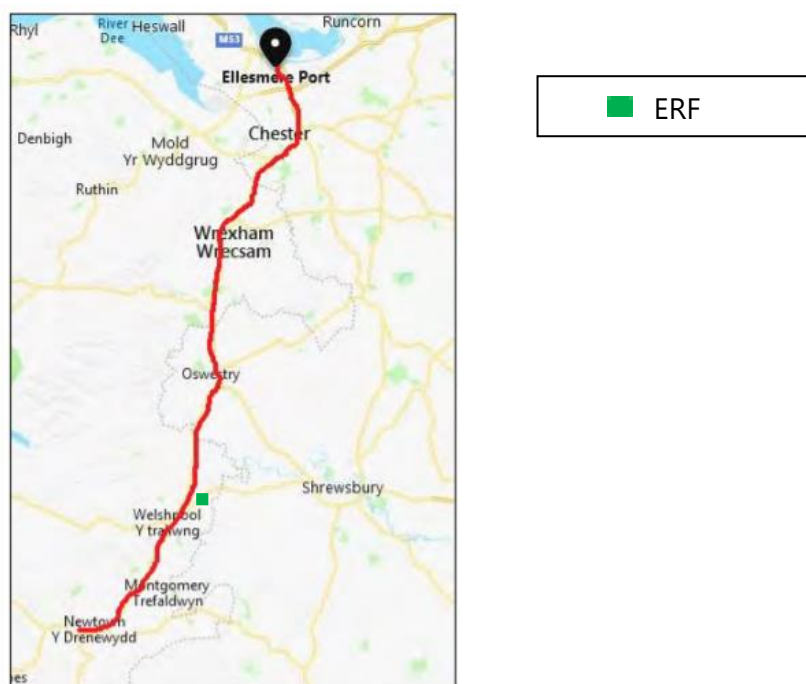 Rhyl
River
Dee
Heswall
M53
Runcorn
Ellesmere Port
ERF
Denbigh
Mold
Yr Wyddgrug
Chester
Ruthin
Wrexham
Wrecsam
Oswestry
Shrewsbury
Welshpool
Y trallwng
Montgomery
Trefaldwyn
Newtown
Y Drenewydd
es